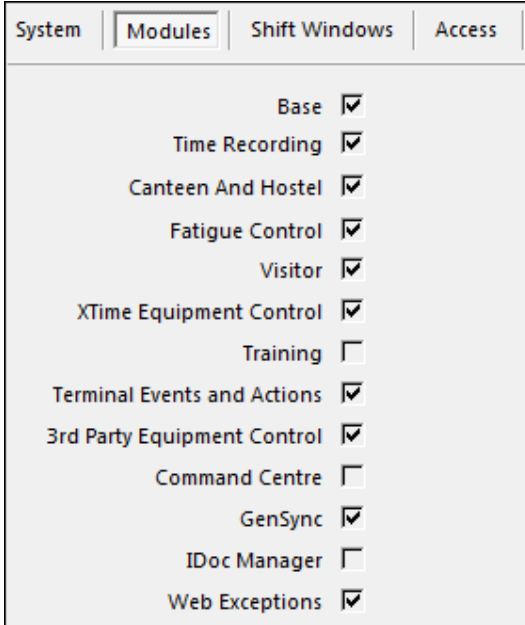 System Modules Shift Windows Access
Base
Time Recording
Canteen And Hostel
Fatigue Control
Visitor
XTime Equipment Control
Training
Terminal Events and Actions
3rd Party Equipment Control
Command Centre
GenSync
IDoc Manager
Web Exceptions